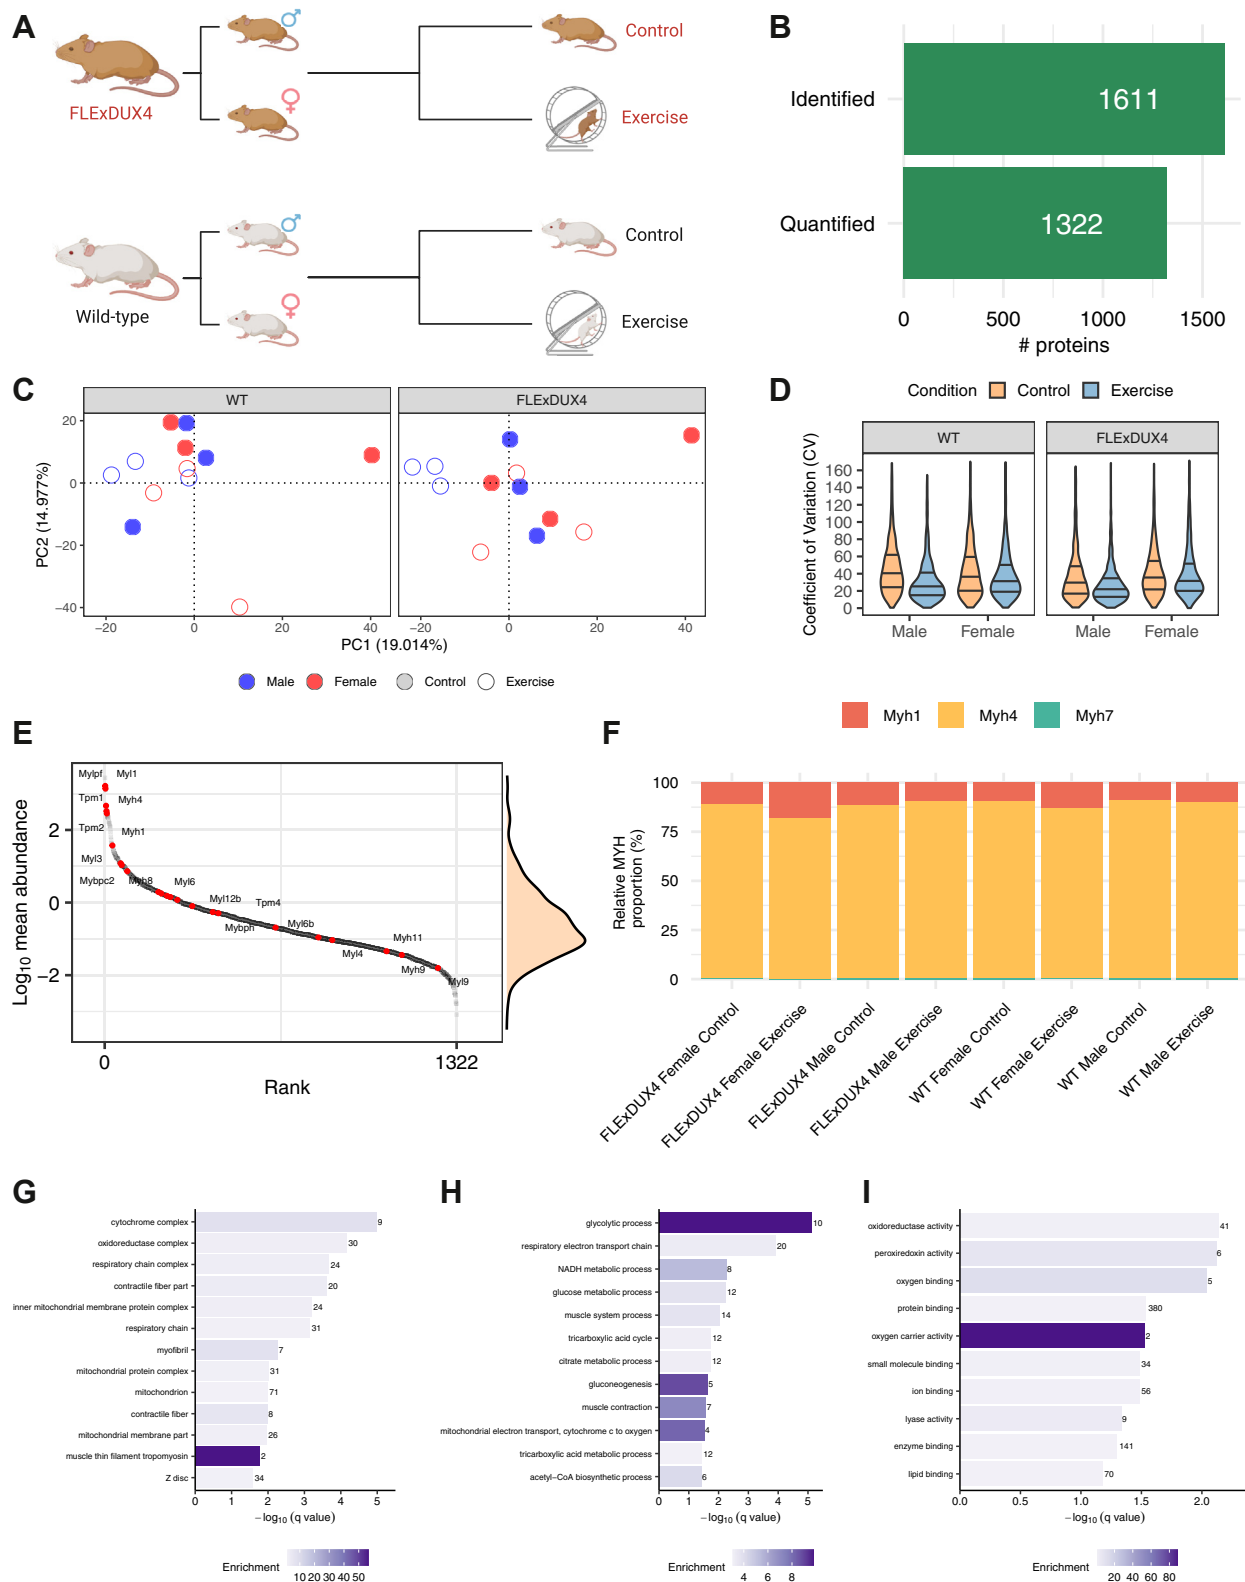 A
FLExDUX4
Control
Exercise
Wild-type
Control
Exercise
B
Identified
1611
Quantified
1322
0 500 1000 1500
# proteins
C
WT FLExDUX4
20
0
−20
−40
PC2 (14.977%)
−20 0 20 40 −20 0 20 40
PC1 (19.014%)
Male Female Control Exercise
D
Condition Control Exercise
WT FLExDUX4
160
140
120
100
80
60
40
20
0
Coefficient of Variation (CV)
Male Female Male Female
E
Log10 mean abundance
2
0
−2
Mylpf Myl1
Tpm1 Myh4
Tpm2 Myh1
Myl3
Mybpc2 Myh8 Myl6
Myl12b Tpm4
Mybph Myl6b
Myl4 Myh11
Myh9
Myl9
0 1322
Rank
F
Myh1 Myh4 Myh7
Relative MYH
proportion (%)
100
75
50
25
0
FLExDUX4 Female Control
FLExDUX4 Female Exercise
FLExDUX4 Male Control
FLExDUX4 Male Exercise
WT Female Control
WT Female Exercise
WT Male Control
WT Male Exercise
G
cytochrome complex 9
oxidoreductase complex 30
respiratory chain complex 24
contractile fiber part 20
inner mitochondrial membrane protein complex 24
respiratory chain 31
myofibril 7
mitochondrial protein complex 31
mitochondrion 71
contractile fiber 8
mitochondrial membrane part 26
muscle thin filament tropomyosin 2
Z disc 34
0 1 2 3 4 5
−log10 (q value)
Enrichment
10 20 30 40 50
H
glycolytic process 10
respiratory electron transport chain 20
NADH metabolic process 8
glucose metabolic process 12
muscle system process 14
tricarboxylic acid cycle 12
citrate metabolic process 12
gluconeogenesis 5
muscle contraction 7
mitochondrial electron transport, cytochrome c to oxygen 4
tricarboxylic acid metabolic process 12
acetyl−CoA biosynthetic process 6
0 1 2 3 4 5
−log10 (q value)
Enrichment
4 6 8
I
oxidoreductase activity 41
peroxiredoxin activity 6
oxygen binding 5
protein binding 380
oxygen carrier activity 2
small molecule binding 34
ion binding 56
lyase activity 9
enzyme binding 141
lipid binding 70
0.0 0.5 1.0 1.5 2.0
−log10 (q value)
Enrichment
20 40 60 80